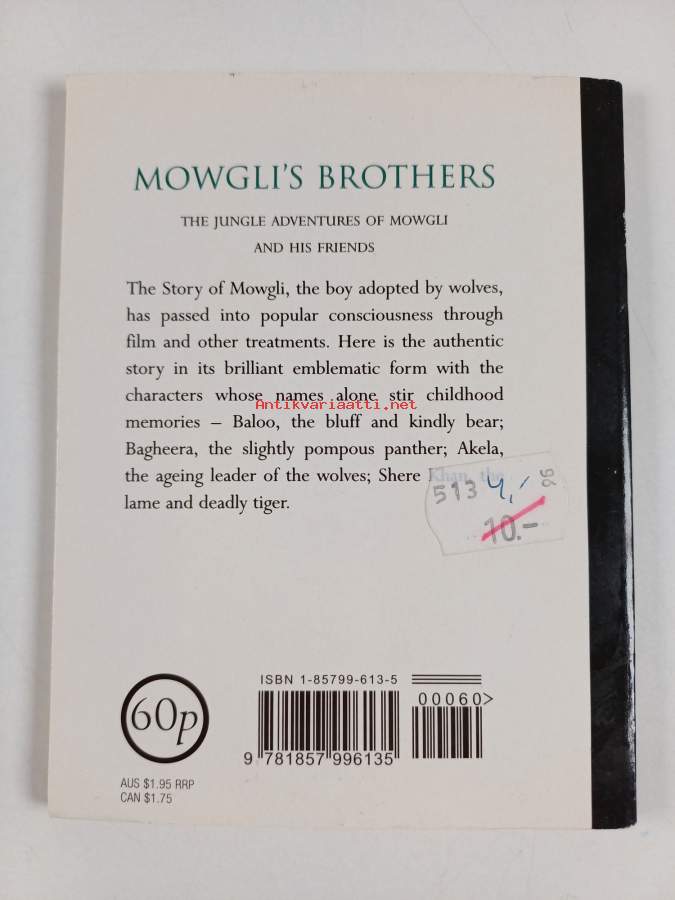 MOWGLI'S BROTHERS
THE JUNGLE ADVENTURES OF MOWGLI
AND HIS FRIENDS
The Story of Mowgli, the boy adopted by wolves,
has passed into popular consciousness through
film and other treatments. Here is the authentic
story in its brilliant emblematic form with the
characters whose names alone stir childhood
Antikvariaatti.net
memories – Baloo, the bluff and kindly bear;
Bagheera, the slightly pompous panther; Akela,
the ageing leader of the wolves; Shere Khan, the
lame and deadly tiger.
513 4,- 96
10.-
60p
AUS $1.95 RRP
CAN $1.75
ISBN 1-85799-613-5
00060>
9 781857 996135